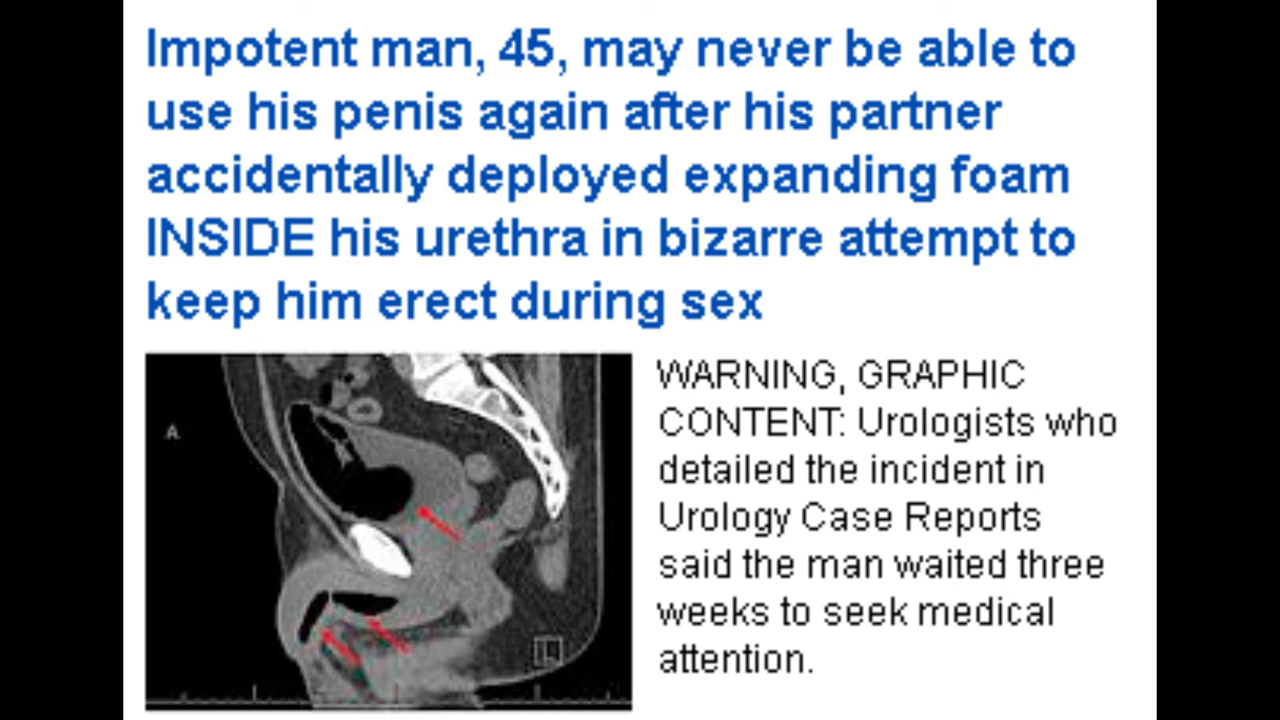 Impotent man, 45, may never be able to
use his penis again after his partner
accidentally deployed expanding foam
INSIDE his urethra in bizarre attempt to
keep him erect during sex
WARNING, GRAPHIC
CONTENT: Urologists who
detailed the incident in
Urology Case Reports
said the man waited three
weeks to seek medical
attention.
A